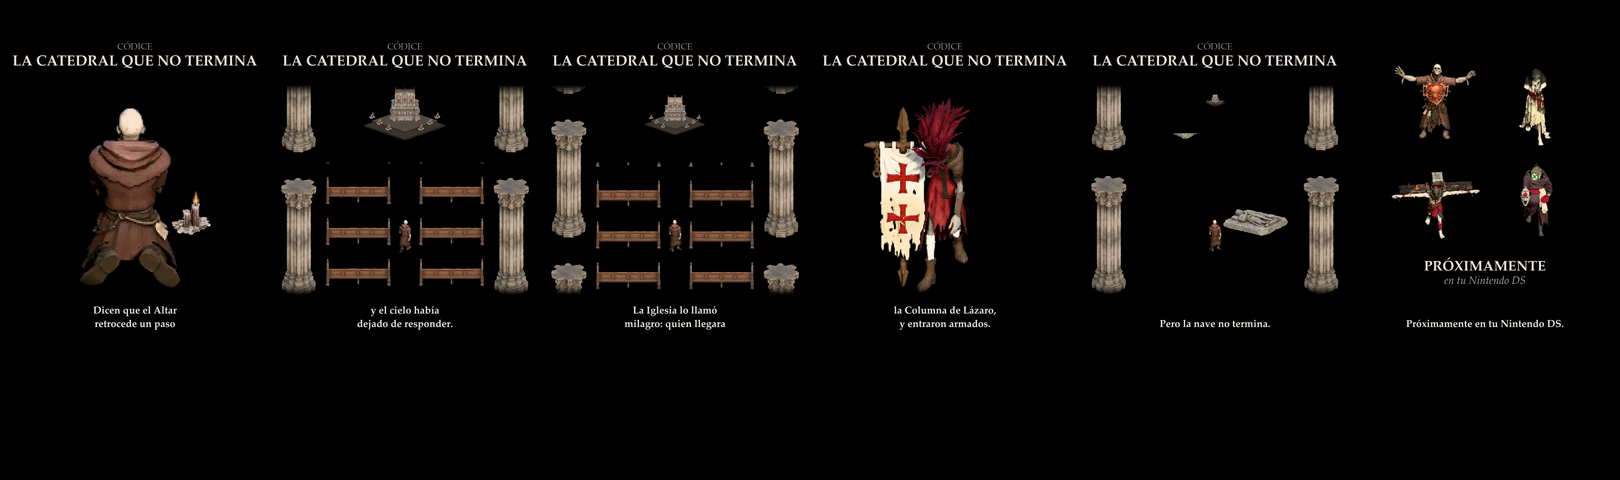 CÓDICE
LA CATEDRAL QUE NO TERMINA
Dicen que el Altar
retrocede un paso
CÓDICE
LA CATEDRAL QUE NO TERMINA
y el cielo había
dejado de responder.
CÓDICE
LA CATEDRAL QUE NO TERMINA
La Iglesia lo llamó
milagro: quien llegara
CÓDICE
LA CATEDRAL QUE NO TERMINA
la Columna de Lázaro,
y entraron armados.
CÓDICE
LA CATEDRAL QUE NO TERMINA
Pero la nave no termina.
PRÓXIMAMENTE
en tu Nintendo DS
Próximamente en tu Nintendo DS.